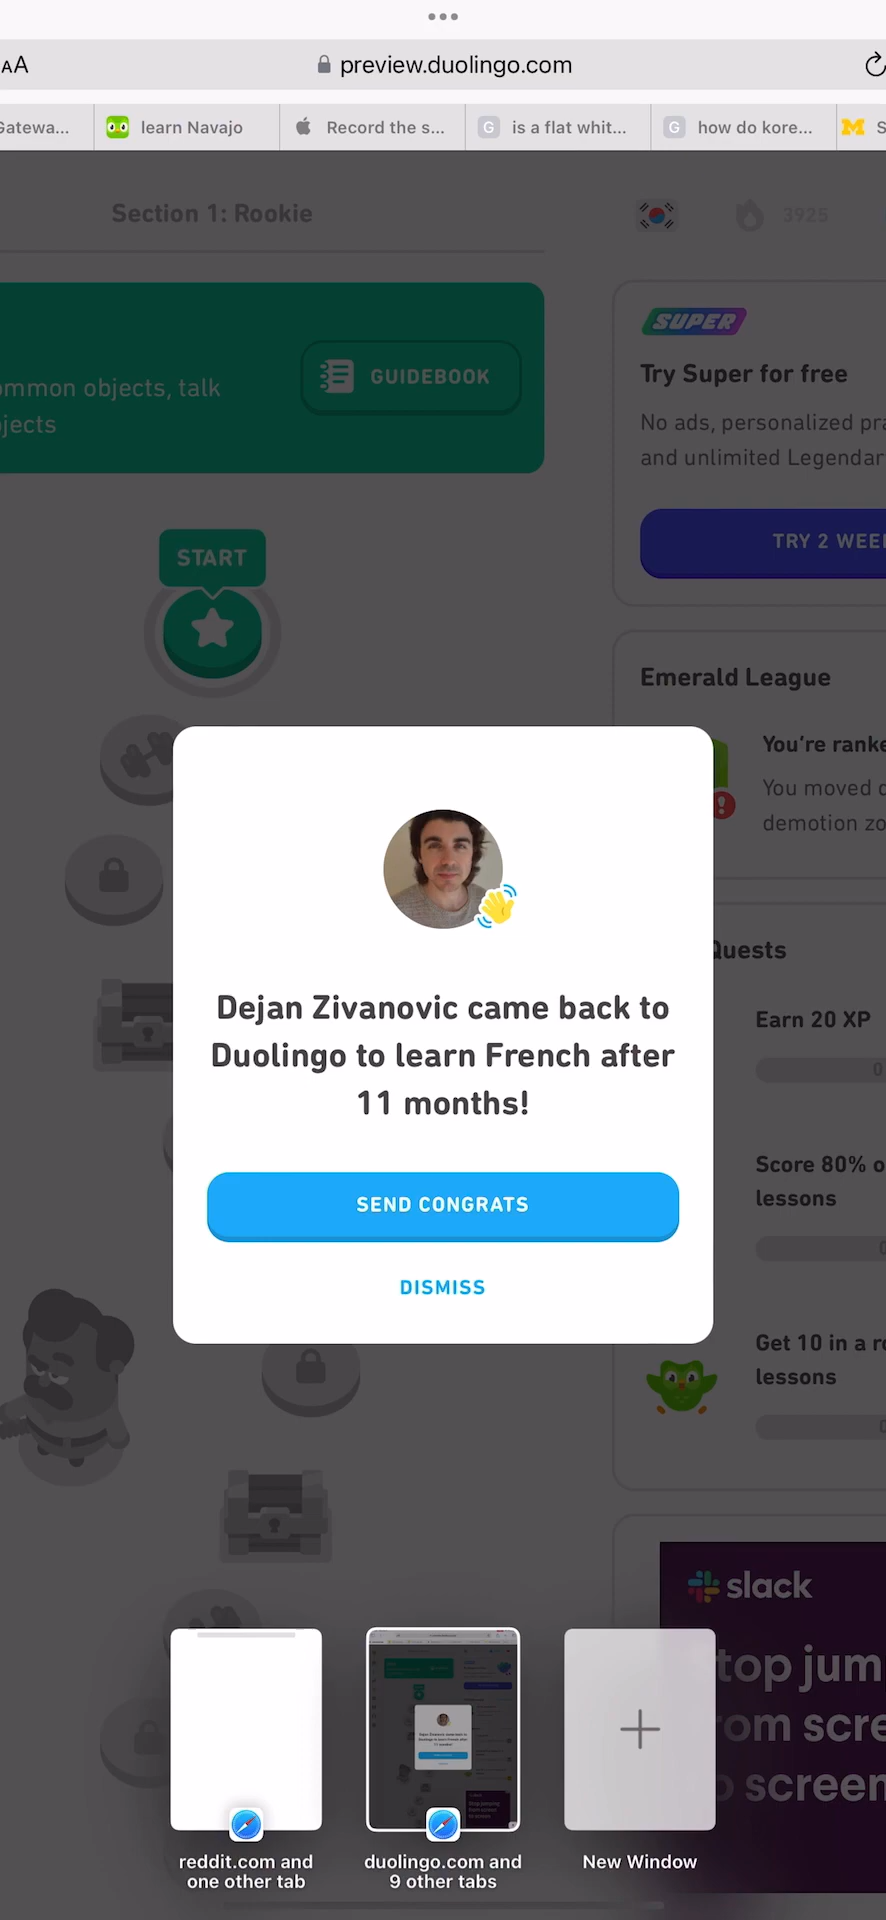 AA
preview.duolingo.com
Gatewa...
learn Navajo
Record the s...
G
is a flat whit...
G
how do kore...
M
S
Section 1: Rookie
3925
ommon objects, talk
jects
GUIDEBOOK
START
SUPER
Try Super for free
No ads, personalized pra
and unlimited Legendar
TRY 2 WEE
Emerald League
You're ranke
You moved
demotion zo
Quests
Earn 20 XP
0
Score 80% o
lessons
Get 10 in a ro
lessons
Dejan Zivanovic came back to
Duolingo to learn French after
11 months!
SEND CONGRATS
DISMISS
slack
top jum
rom scre
screen
reddit.com and
one other tab
duolingo.com and
9 other tabs
New Window